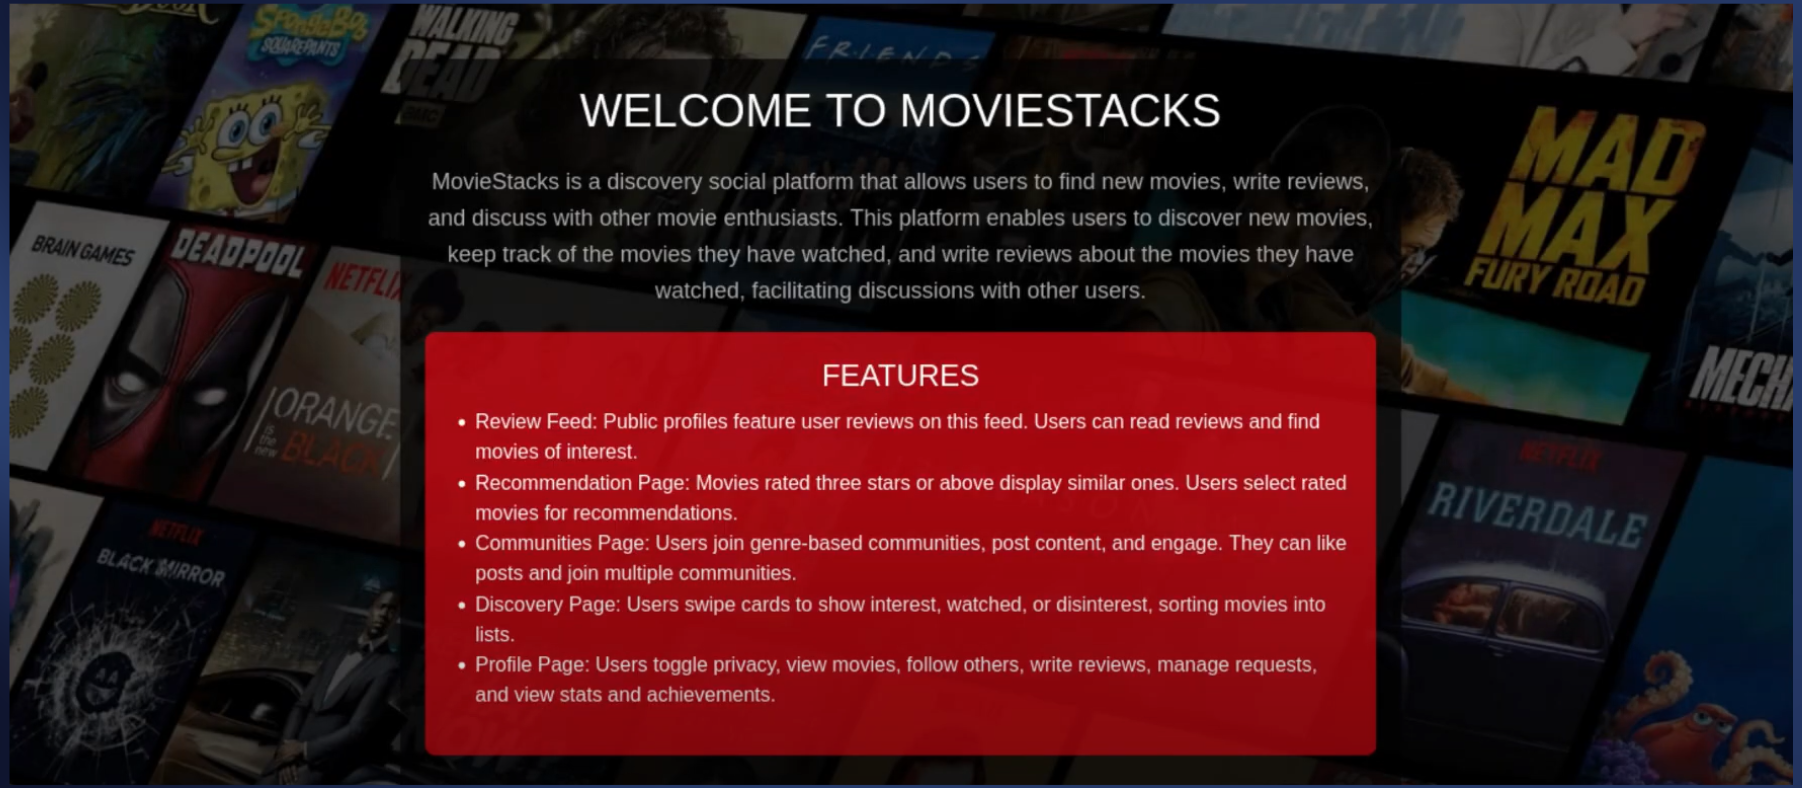 SpongeBob
SQUAREPANTS
WALKING
DEAD
AMC
FRIENDS
WELCOME TO MOVIESTACKS
MovieStacks is a discovery social platform that allows users to find new movies, write reviews,
and discuss with other movie enthusiasts. This platform enables users to discover new movies,
keep track of the movies they have watched, and write reviews about the movies they have
watched, facilitating discussions with other users.
MAD
MAX
FURY ROAD
BRAIN GAMES
DEADPOOL
NETFLIX
ORANGE
is
the
new
BLACK
MECH
FEATURES
• Review Feed: Public profiles feature user reviews on this feed. Users can read reviews and find
movies of interest.
• Recommendation Page: Movies rated three stars or above display similar ones. Users select rated
movies for recommendations.
• Communities Page: Users join genre-based communities, post content, and engage. They can like
posts and join multiple communities.
• Discovery Page: Users swipe cards to show interest, watched, or disinterest, sorting movies into
lists.
• Profile Page: Users toggle privacy, view movies, follow others, write reviews, manage requests,
and view stats and achievements.
NETFLIX
RIVERDALE
NETFLIX
BLACK MIRROR